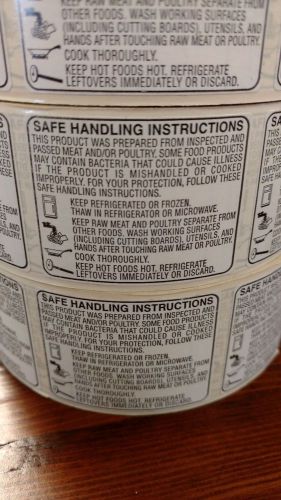 KEEP RAW MEAT AND POULTRY SEPARATE FROM
OTHER FOODS. WASH WORKING SURFACES
(INCLUDING CUTTING BOARDS), UTENSILS, AND
HANDS AFTER TOUCHING RAW MEAT OR POULTRY.
COOK THOROUGHLY.
KEEP HOT FOODS HOT. REFRIGERATE
LEFTOVERS IMMEDIATELY OR DISCARD.
SAFE HANDLING INSTRUCTIONS
THIS PRODUCT WAS PREPARED FROM INSPECTED AND
PASSED MEAT AND/OR POULTRY. SOME FOOD PRODUCTS
MAY CONTAIN BACTERIA THAT COULD CAUSE ILLNESS
IF THE PRODUCT IS MISHANDLED OR COOKED
IMPROPERLY. FOR YOUR PROTECTION, FOLLOW THESE
SAFE HANDLING INSTRUCTIONS.
KEEP REFRIGERATED OR FROZEN.
THAW IN REFRIGERATOR OR MICROWAVE.
KEEP RAW MEAT AND POULTRY SEPARATE FROM
OTHER FOODS. WASH WORKING SURFACES
(INCLUDING CUTTING BOARDS), UTENSILS, AND
HANDS AFTER TOUCHING RAW MEAT OR POULTRY.
COOK THOROUGHLY.
KEEP HOT FOODS HOT. REFRIGERATE
LEFTOVERS IMMEDIATELY OR DISCARD.
SAFE HANDLING INSTRUCTIONS
THIS PRODUCT WAS PREPARED FROM INSPECTED AND
PASSED MEAT AND/OR POULTRY. SOME FOOD PRODUCTS
MAY CONTAIN BACTERIA THAT COULD CAUSE ILLNESS
IF THE PRODUCT IS MISHANDLED OR COOKED
IMPROPERLY. FOR YOUR PROTECTION, FOLLOW THESE
SAFE HANDLING INSTRUCTIONS.
KEEP REFRIGERATED OR FROZEN.
THAW IN REFRIGERATOR OR MICROWAVE.
KEEP RAW MEAT AND POULTRY SEPARATE FROM
OTHER FOODS. WASH WORKING SURFACES
(INCLUDING CUTTING BOARDS), UTENSILS, AND
HANDS AFTER TOUCHING RAW MEAT OR POULTRY.
COOK THOROUGHLY.
KEEP HOT FOODS HOT. REFRIGERATE
LEFTOVERS IMMEDIATELY OR DISCARD.